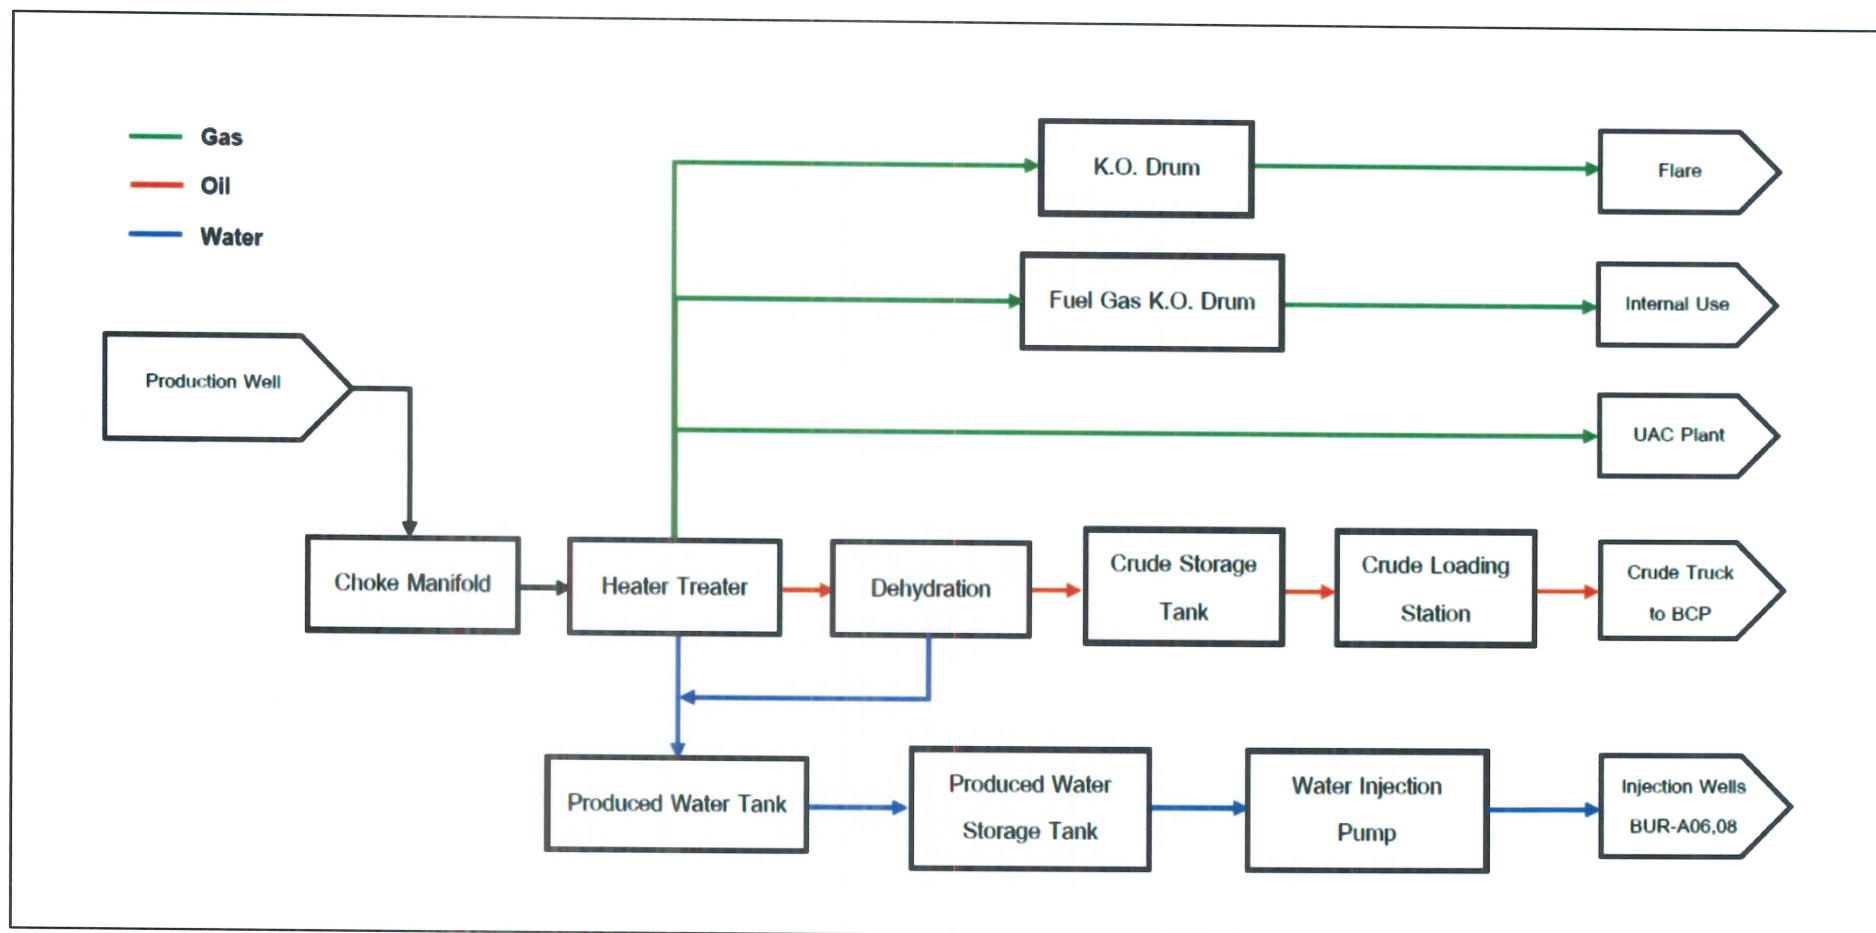 Gas
Oil
Water
K.O. Drum
Flare
Fuel Gas K.O. Drum
Internal Use
Production Well
UAC Plant
Choke Manifold
Heater Treater
Dehydration
Crude Storage
Tank
Crude Loading
Station
Crude Truck
to BCP
Produced Water Tank
Produced Water
Storage Tank
Water Injection
Pump
Injection Wells
BUR-A06,08